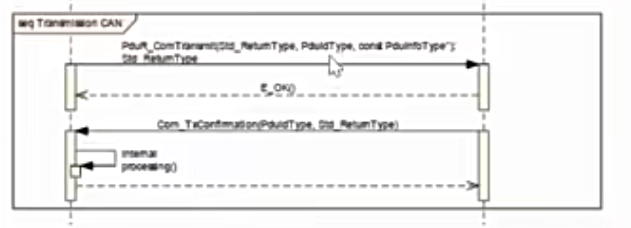 seq Transmission CAN
PduR_ComTransmit(Std_ReturnType, PduIdType, const PduInfoType*):
Std_ReturnType
E_OK()
Com_TxConfirmation(PduIdType, Std_ReturnType)
Internal
processing()